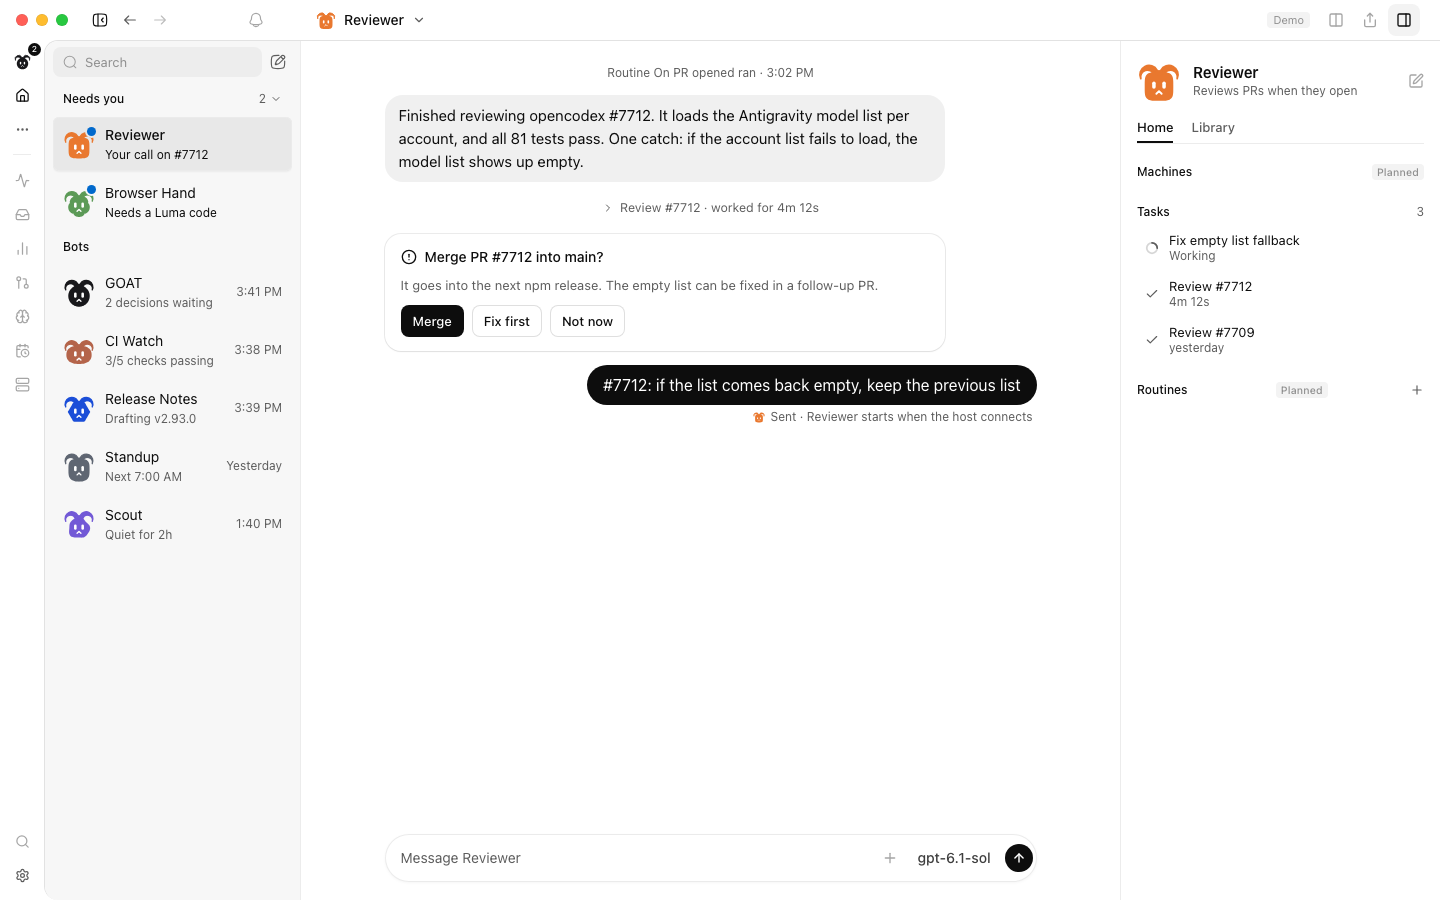 Reviewer
Demo
2
Search
Needs you
2
Reviewer
Your call on #7712
Browser Hand
Needs a Luma code
Bots
GOAT
2 decisions waiting
3:41 PM
CI Watch
3/5 checks passing
3:38 PM
Release Notes
Drafting v2.93.0
3:39 PM
Standup
Next 7:00 AM
Yesterday
Scout
Quiet for 2h
1:40 PM
Routine On PR opened ran · 3:02 PM
Finished reviewing opencodex #7712. It loads the Antigravity model list per
account, and all 81 tests pass. One catch: if the account list fails to load, the
model list shows up empty.
Review #7712 · worked for 4m 12s
Merge PR #7712 into main?
It goes into the next npm release. The empty list can be fixed in a follow-up PR.
Merge
Fix first
Not now
#7712: if the list comes back empty, keep the previous list
Sent · Reviewer starts when the host connects
Message Reviewer
gpt-6.1-sol
Reviewer
Reviews PRs when they open
Home
Library
Machines
Planned
Tasks
3
Fix empty list fallback
Working
Review #7712
4m 12s
Review #7709
yesterday
Routines
Planned